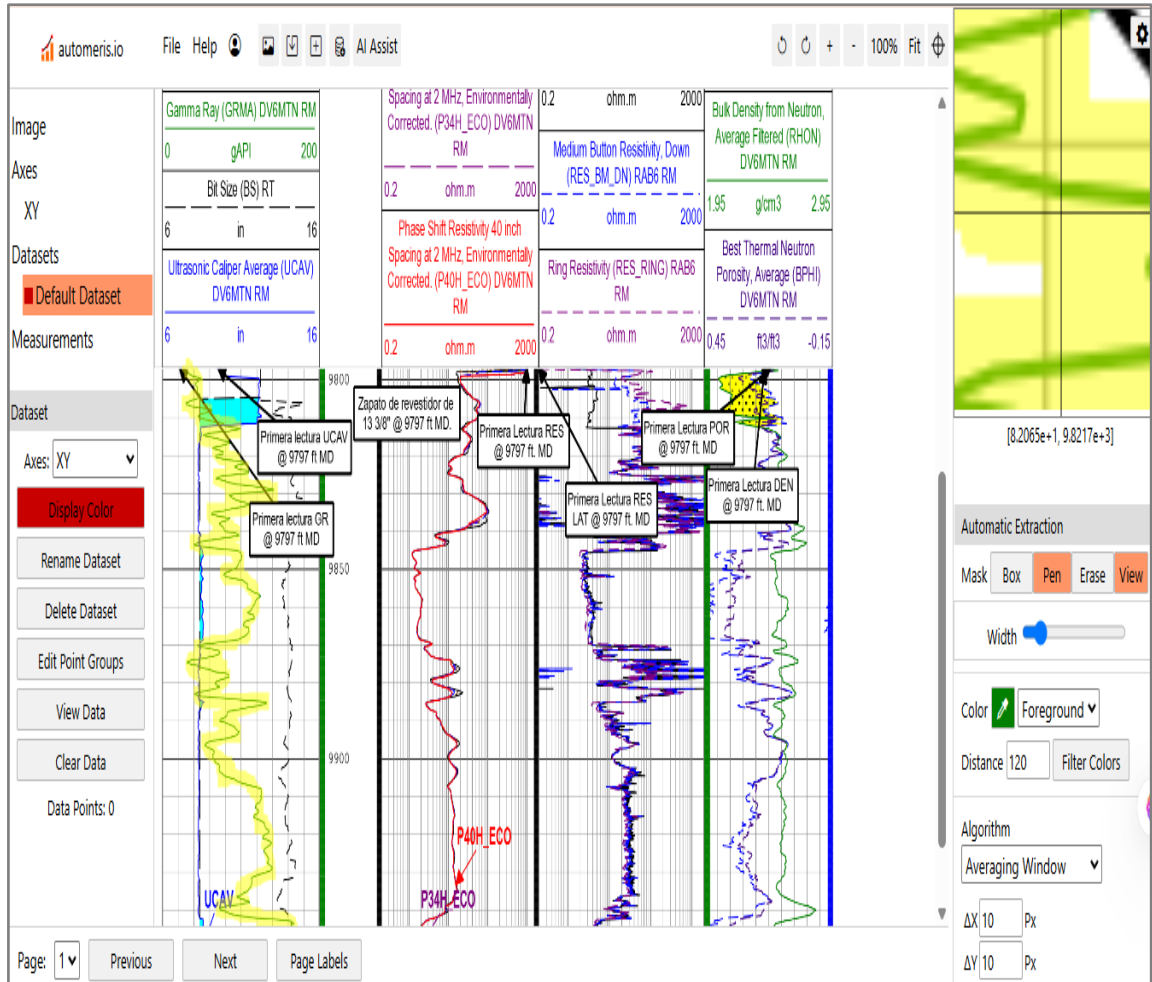 automeris.io
File Help AI Assist
100% Fit
Image
Axes
XY
Datasets
Default Dataset
Measurements
Dataset
Axes: XY
Display Color
Rename Dataset
Delete Dataset
Edit Point Groups
View Data
Clear Data
Data Points: 0
Gamma Ray (GRMA) DV6MTN RM
0 gAPI 200
Bit Size (BS) RT
6 in 16
Ultrasonic Caliper Average (UCAV)
DV6MTN RM
6 in 16
Spacing at 2 MHz, Environmentally
Corrected. (P34H_ECO) DV6MTN
RM
0.2 ohm.m 2000
Phase Shift Resistivity 40 inch
Spacing at 2 MHz, Environmentally
Corrected. (P40H_ECO) DV6MTN
RM
0.2 ohm.m 2000
0.2 ohm.m 2000
Medium Button Resistivity, Down
(RES_BM_DN) RAB6 RM
0.2 ohm.m 2000
Ring Resistivity (RES_RING) RAB6
RM
0.2 ohm.m 2000
Bulk Density from Neutron,
Average Filtered (RHON)
DV6MTN RM
1.95 g/cm3 2.95
Best Thermal Neutron
Porosity, Average (BPHI)
DV6MTN RM
0.45 ft3/ft3 -0.15
9800
Zapato de
revestidor de
13 3/8" @ 9797 ft MD.
Primera lectura UCAV
@ 9797 ft MD
Primera Lectura RES
@ 9797 ft. MD
Primera Lectura POR
@ 9797 ft. MD
Primera Lectura RES
LAT @ 9797 ft. MD
Primera Lectura DEN
@ 9797 ft. MD
Primera lectura GR
@ 9797 ft MD
9850
9900
P40H_ECO
UCAV
P34H_ECO
[8.2065e+1, 9.8217e+3]
Automatic Extraction
Mask Box Pen Erase View
Width
Color Foreground
Distance 120 Filter Colors
Algorithm
Averaging Window
ΔX 10 Px
ΔY 10 Px
Page: 1 Previous Next Page Labels